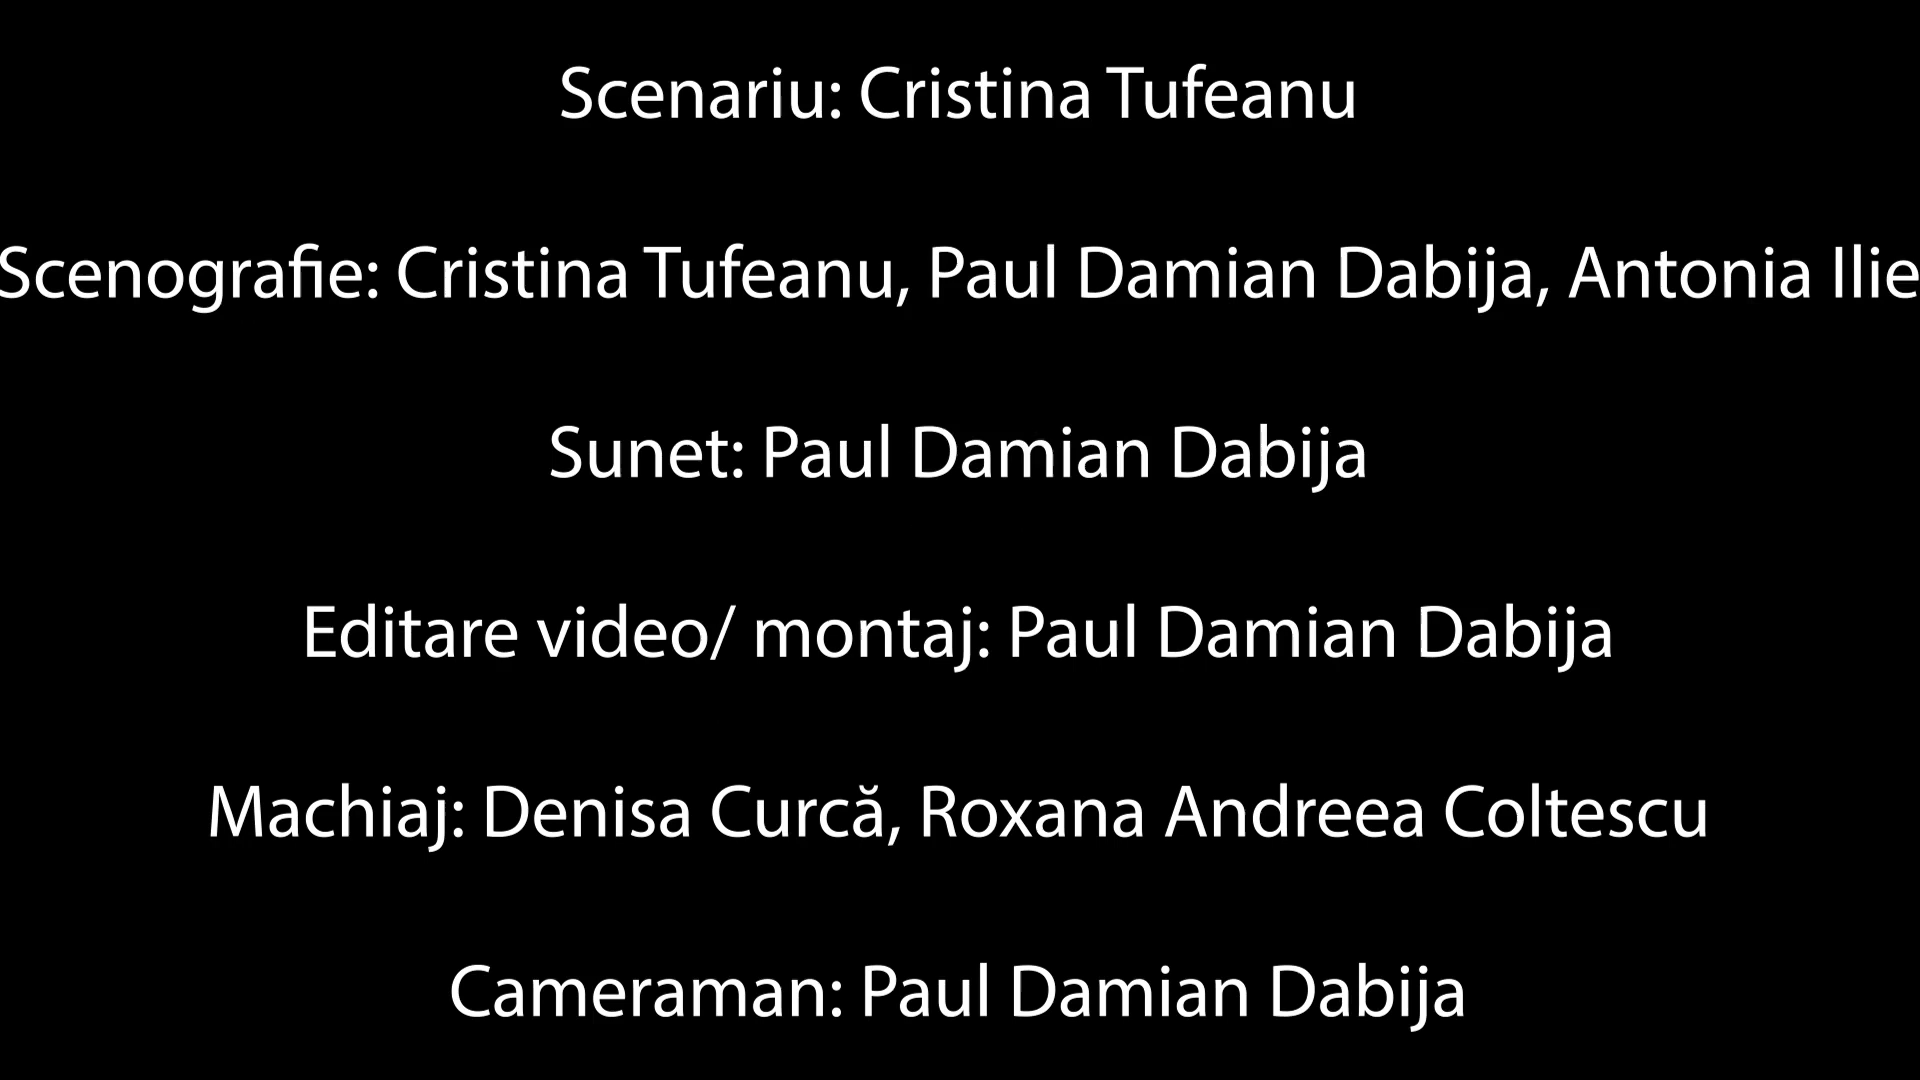 Scenariu: Cristina Tufeanu
Scenografie: Cristina Tufeanu, Paul Damian Dabija, Antonia Ilie
Sunet: Paul Damian Dabija
Editare video/ montaj: Paul Damian Dabija
Machiaj: Denisa Curcă, Roxana Andreea Coltescu
Cameraman: Paul Damian Dabija